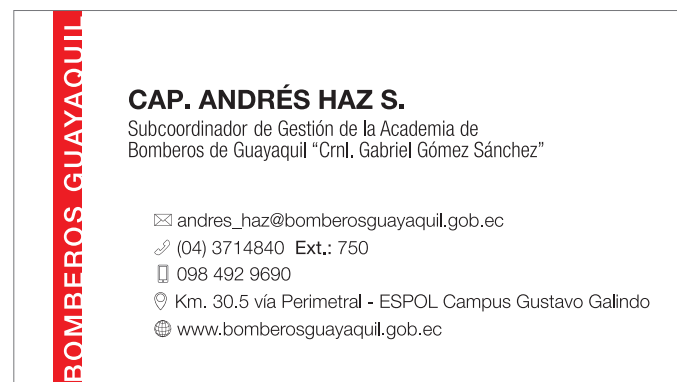 BOMBEROS GUAYAQUIL
CAP. ANDRÉS HAZ S.
Subcoordinador de Gestión de la Academia de
Bomberos de Guayaquil “Crnl. Gabriel Gómez Sánchez”
andres_haz@bomberosguayaquil.gob.ec
(04) 3714840 Ext.: 750
098 492 9690
Km. 30.5 vía Perimetral - ESPOL Campus Gustavo Galindo
www.bomberosguayaquil.gob.ec